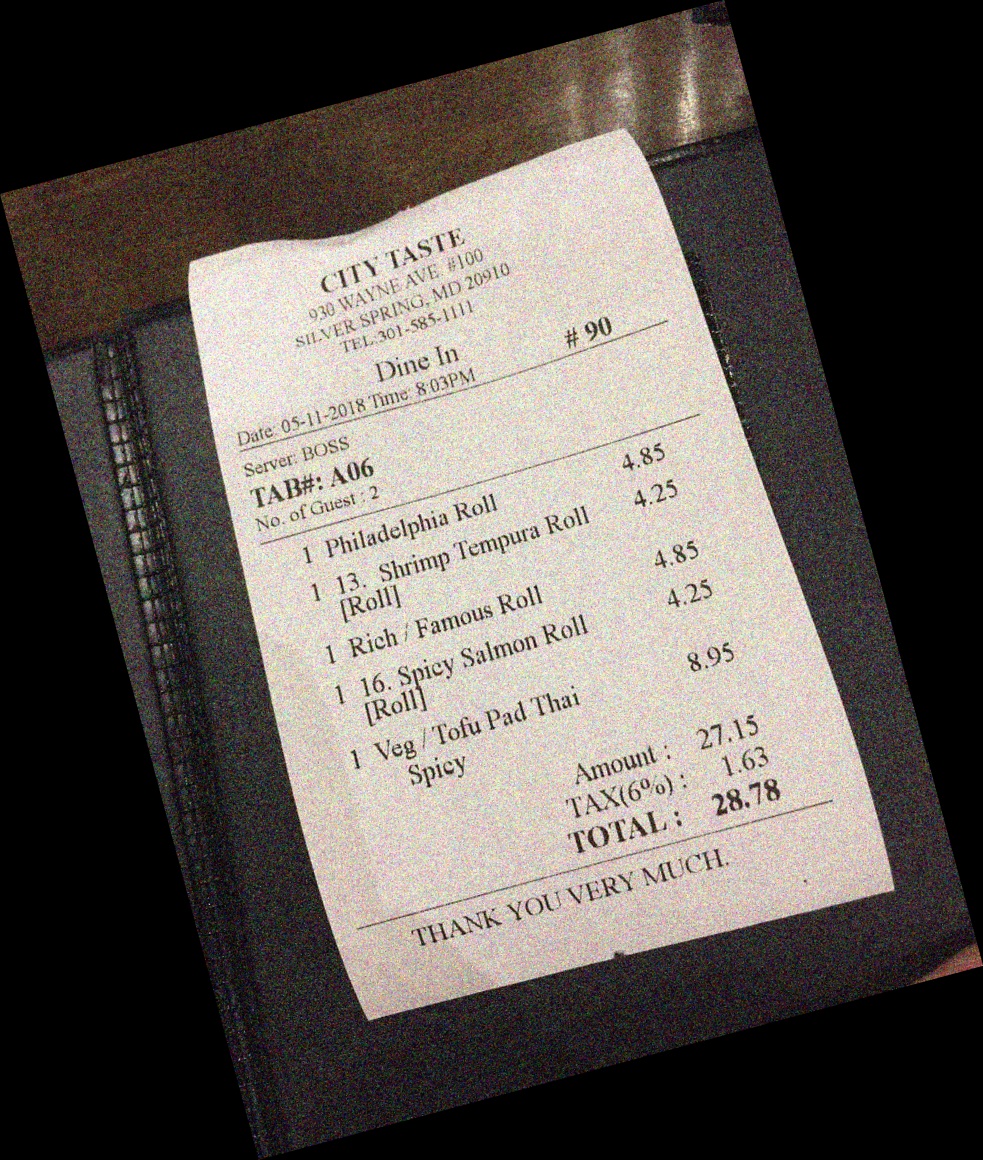 CITY TASTE
930 WAYNE AVE #100
SILVER SPRING, MD 20910
TEL:301-585-1111
Dine In # 90
Date: 05-11-2018 Time: 8:03PM
Server: BOSS
TAB#: A06
No. of Guest : 2
1 Philadelphia Roll 4.85
1 13. Shrimp Tempura Roll 4.25
[Roll]
1 Rich / Famous Roll 4.85
1 16. Spicy Salmon Roll 4.25
[Roll]
1 Veg / Tofu Pad Thai 8.95
Spicy
Amount : 27.15
TAX(6%) : 1.63
TOTAL : 28.78
THANK YOU VERY MUCH.